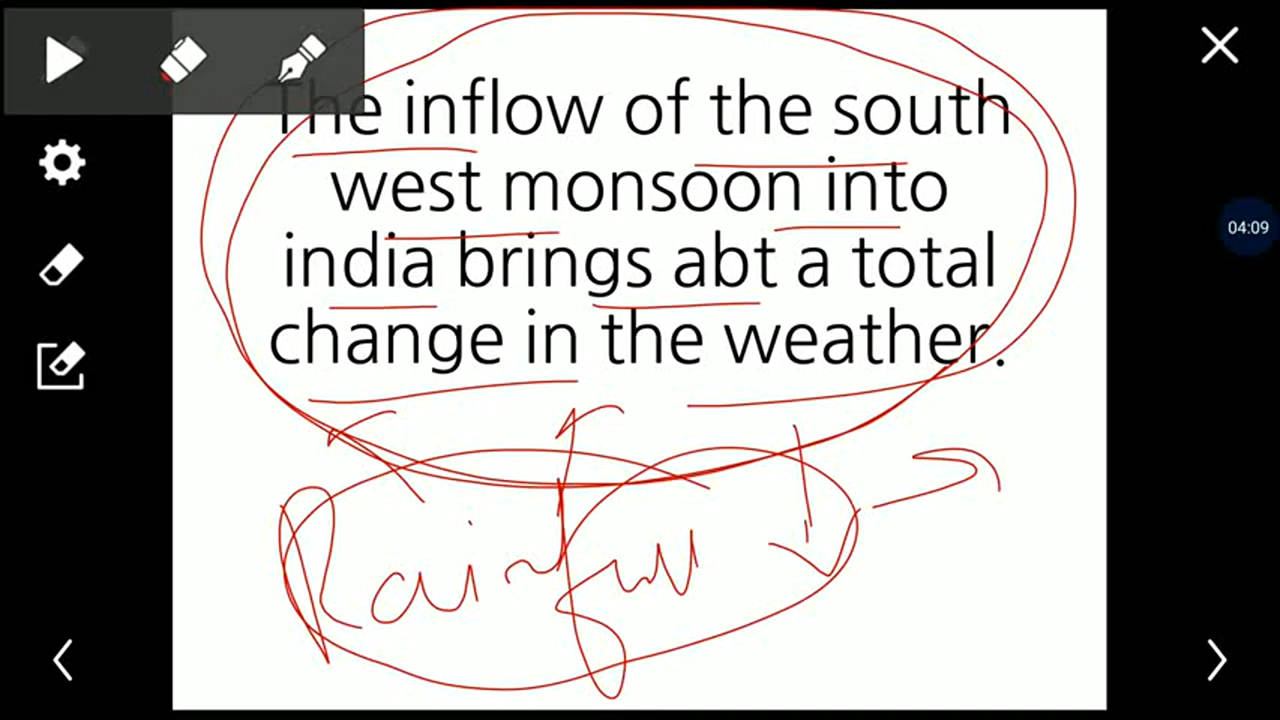 The inflow of the south
west monsoon into
india brings abt a total
change in the weather.
Rainfall
04:09